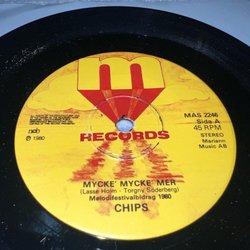 m
RECORDS
MAS 2246
Side A
45 RPM
STEREO
Mariann
Music AB
ncb
℗ 1980
MYCKE' MYCKE' MER
(Lasse Holm - Torgny Söderberg)
Melodifestivalbidrag 1980
CHIPS